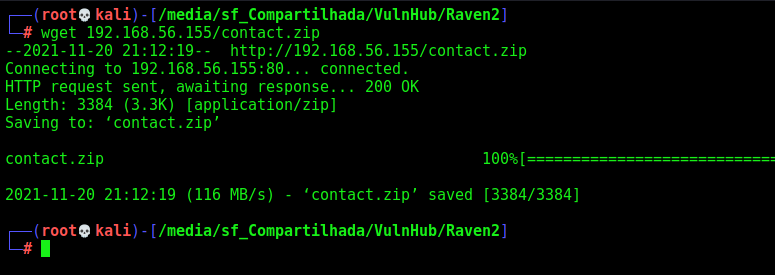 ┌──(root💀kali)-[/media/sf_Compartilhada/VulnHub/Raven2]
└─# wget 192.168.56.155/contact.zip
--2021-11-20 21:12:19--  http://192.168.56.155/contact.zip
Connecting to 192.168.56.155:80... connected.
HTTP request sent, awaiting response... 200 OK
Length: 3384 (3.3K) [application/zip]
Saving to: ‘contact.zip’
contact.zip                                          100%[============================
2021-11-20 21:12:19 (116 MB/s) - ‘contact.zip’ saved [3384/3384]
┌──(root💀kali)-[/media/sf_Compartilhada/VulnHub/Raven2]
└─#